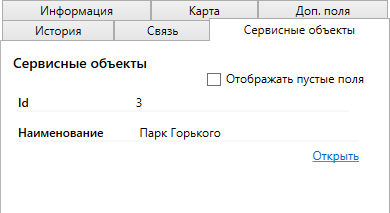 Информация Карта Доп. поля
История Связь Сервисные объекты
Сервисные объекты
Отображать пустые поля
Id 3
Наименование Парк Горького
Открыть